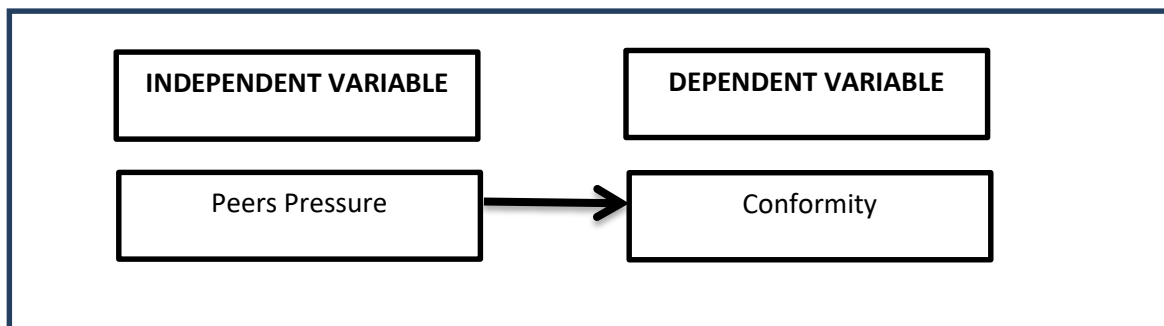 INDEPENDENT VARIABLE
DEPENDENT VARIABLE
Peers Pressure
Conformity